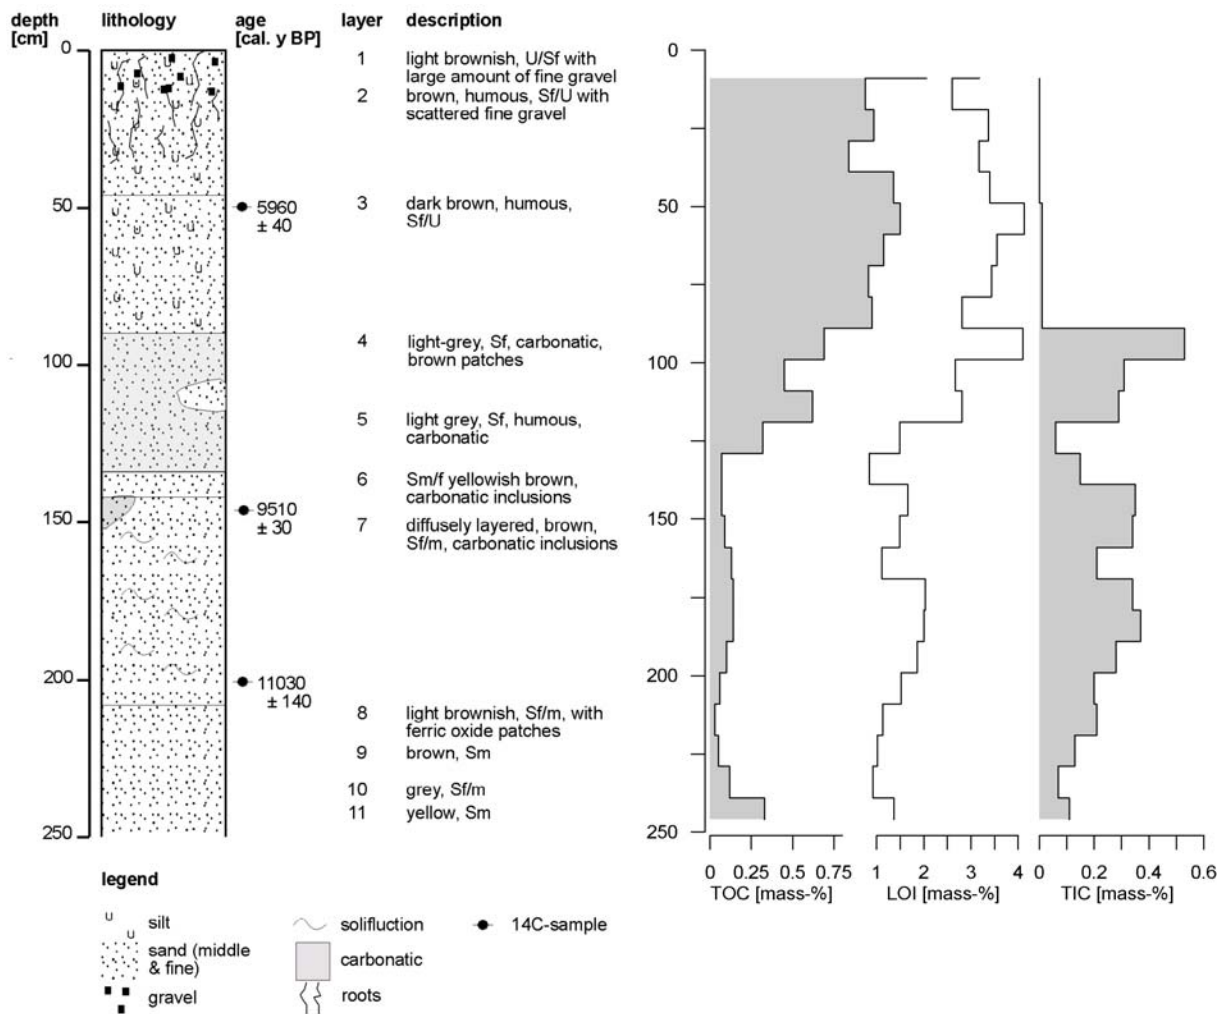 depth lithology age layer description
[cm] [cal. y BP]
0
50
100
150
200
250
5960
± 40
9510
± 30
11030
± 140
1 light brownish, U/Sf with
large amount of fine gravel
2 brown, humous, Sf/U with
scattered fine gravel
3 dark brown, humous,
Sf/U
4 light-grey, Sf, carbonatic,
brown patches
5 light grey, Sf, humous,
carbonatic
6 Sm/f yellowish brown,
carbonatic inclusions
7 diffusely layered, brown,
Sf/m, carbonatic inclusions
8 light brownish, Sf/m, with
ferric oxide patches
9 brown, Sm
10 grey, Sf/m
11 yellow, Sm
0
50
100
150
200
250
0 0.25 0.5 0.75
TOC [mass-%]
1 2 3 4
LOI [mass-%]
0 0.2 0.4 0.6
TIC [mass-%]
legend
silt
sand (middle
& fine)
gravel
solifluction
carbonatic
roots
14C-sample